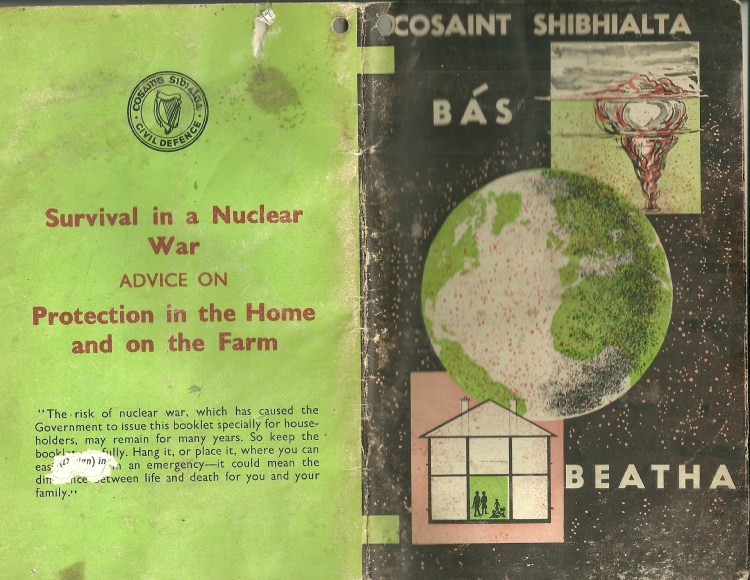 COSAINT SIḂIALTA
CIVIL DEFENCE
Survival in a Nuclear
War
ADVICE ON
Protection in the Home
and on the Farm
"The risk of nuclear war, which has caused the
Government to issue this booklet specially for house-
holders, may remain for many years. So keep the
Hang it, or place it, where you can
in an emergency—it could mean the
between life and death for you and your
family."
COSAINT SHIBHIALTA
BÁS
BEATHA